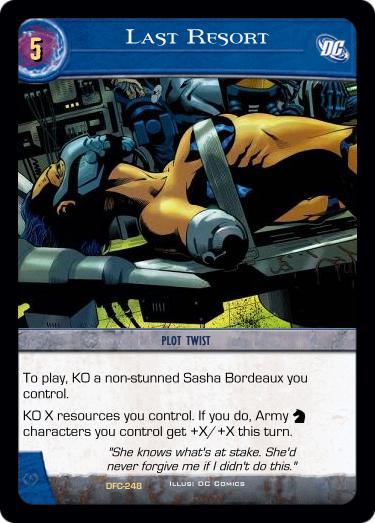 5
Last Resort
DC
PLOT TWIST
To play, KO a non-stunned Sasha Bordeaux you
control.
KO X resources you control. If you do, Army
characters you control get +X/+X this turn.
"She knows what's at stake. She'd
never forgive me if I didn't do this."
DFC-248 Illus: DC Comics